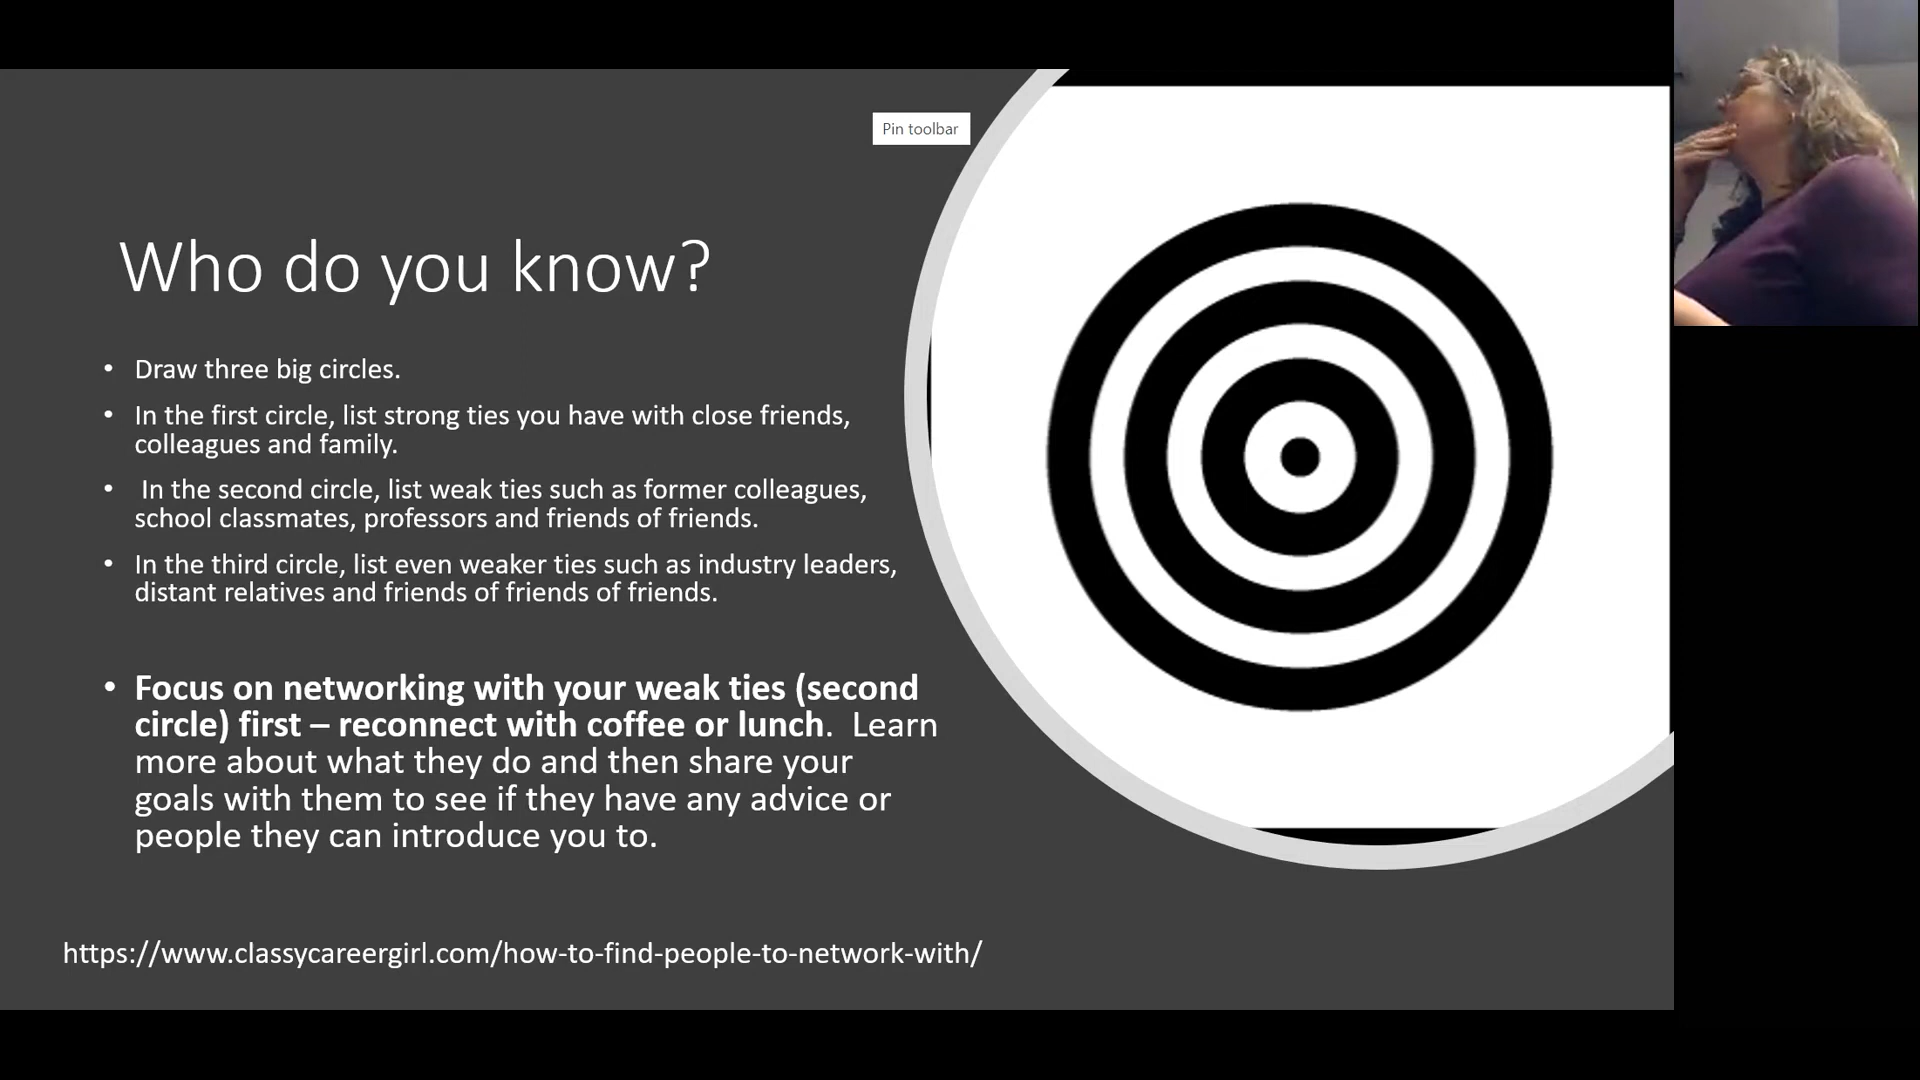 Pin toolbar
Who do you know?
• Draw three big circles.
• In the first circle, list strong ties you have with close friends,
colleagues and family.
• In the second circle, list weak ties such as former colleagues,
school classmates, professors and friends of friends.
• In the third circle, list even weaker ties such as industry leaders,
distant relatives and friends of friends of friends.
• Focus on networking with your weak ties (second
circle) first – reconnect with coffee or lunch. Learn
more about what they do and then share your
goals with them to see if they have any advice or
people they can introduce you to.
https://www.classycareergirl.com/how-to-find-people-to-network-with/